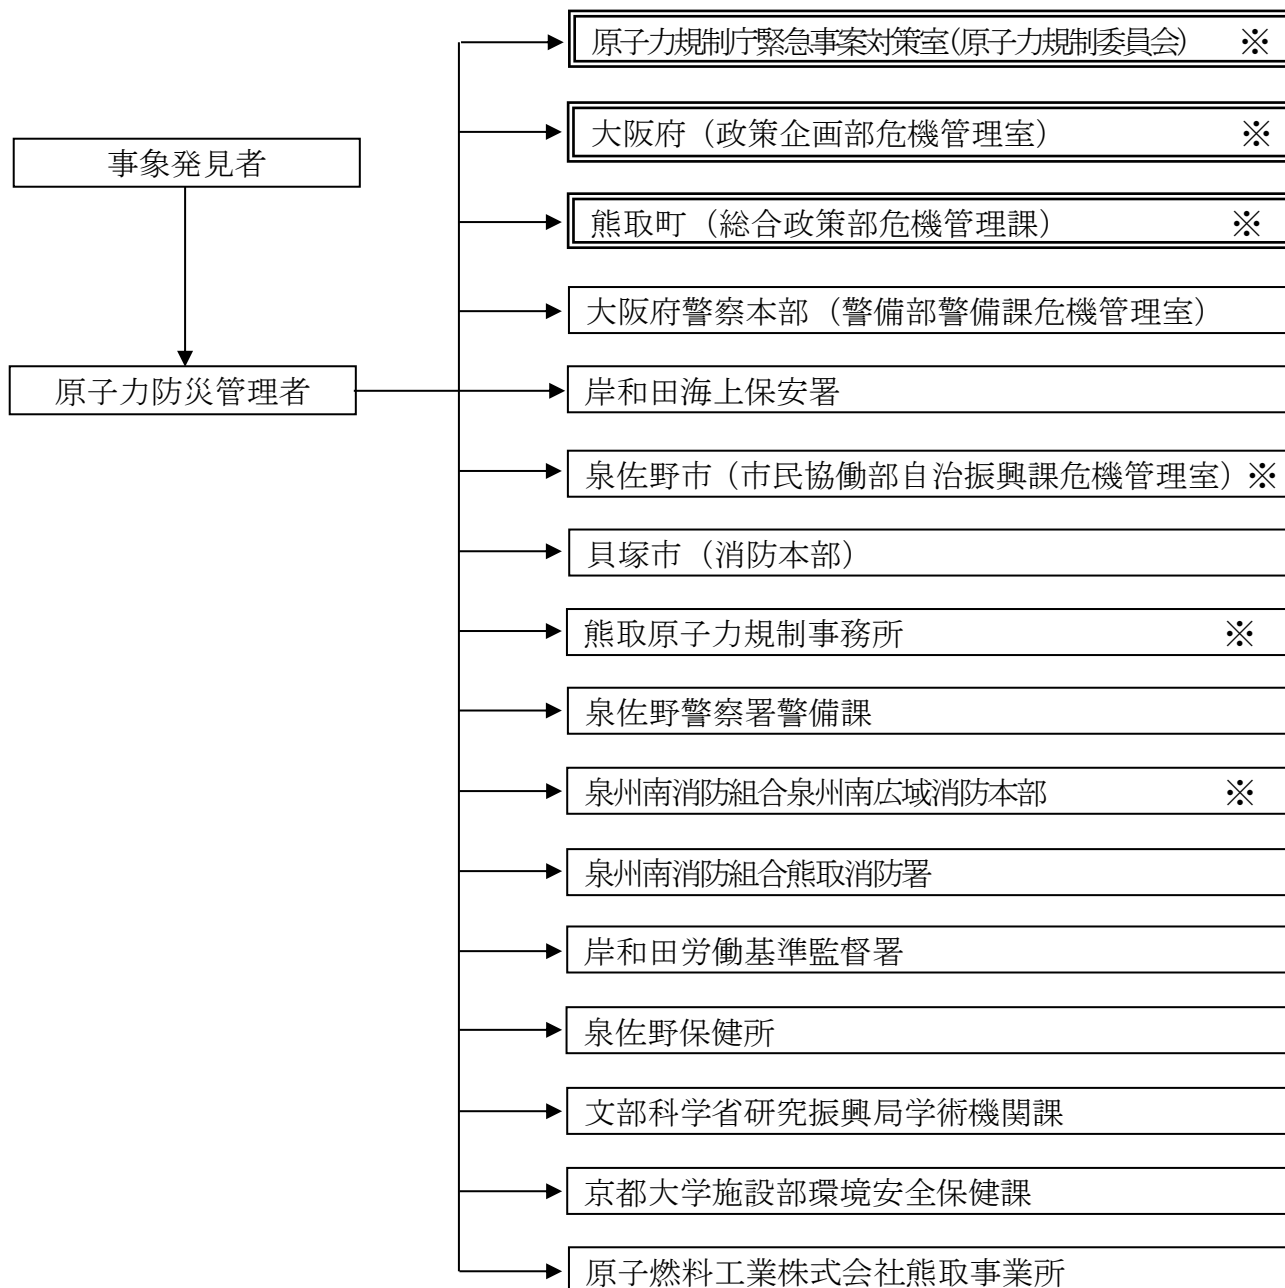 事象発見者
原子力防災管理者
原子力規制庁緊急事案対策室(原子力規制委員会) ※
大阪府（政策企画部危機管理室） ※
熊取町（総合政策部危機管理課） ※
大阪府警察本部（警備部警備課危機管理室）
岸和田海上保安署
泉佐野市（市民協働部自治振興課危機管理室）※
貝塚市（消防本部）
熊取原子力規制事務所 ※
泉佐野警察署警備課
泉州南消防組合泉州南広域消防本部 ※
泉州南消防組合熊取消防署
岸和田労働基準監督署
泉佐野保健所
文部科学省研究振興局学術機関課
京都大学施設部環境安全保健課
原子燃料工業株式会社熊取事業所